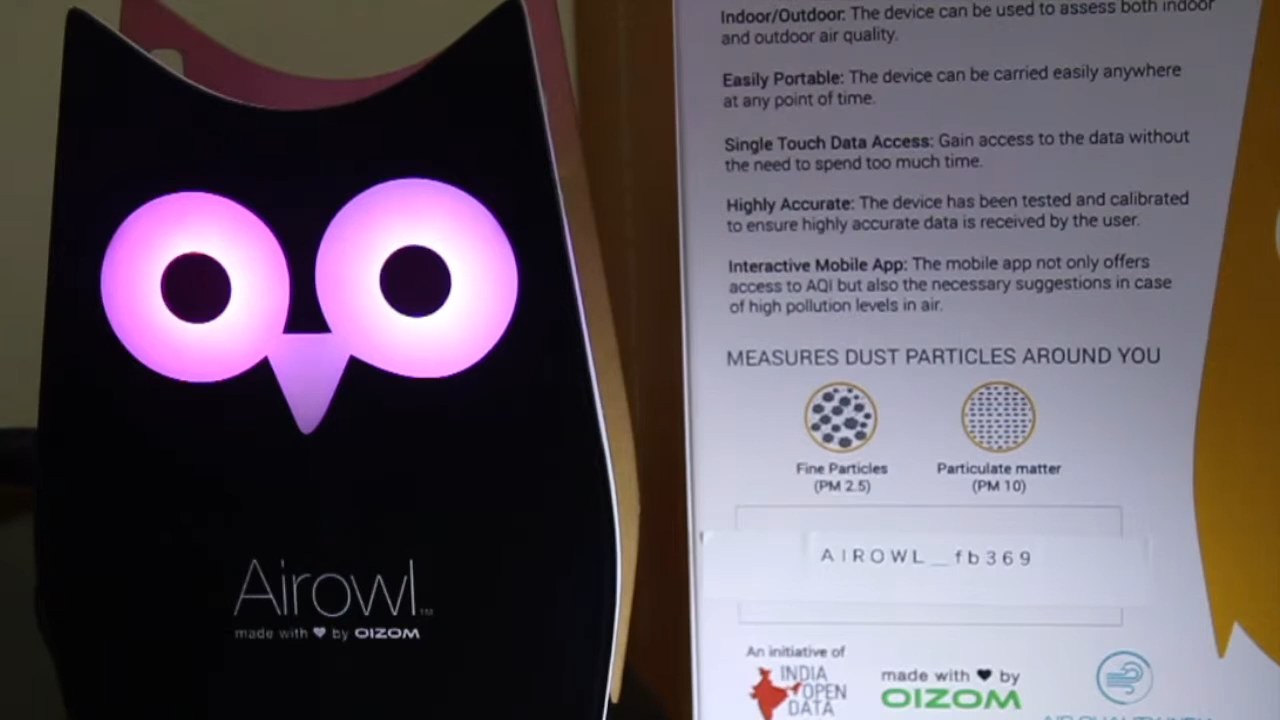 Airowl™
made with ♥ by OIZOM
Indoor/Outdoor: The device can be used to assess both indoor
and outdoor air quality.
Easily Portable: The device can be carried easily anywhere
at any point of time.
Single Touch Data Access: Gain access to the data without
the need to spend too much time.
Highly Accurate: The device has been tested and calibrated
to ensure highly accurate data is received by the user.
Interactive Mobile App: The mobile app not only offers
access to AQI but also the necessary suggestions in case
of high pollution levels in air.
MEASURES DUST PARTICLES AROUND YOU
Fine Particles
(PM 2.5)
Particulate matter
(PM 10)
AIROWL_fb369
An initiative of
INDIA
OPEN
DATA
made with ♥ by
OIZOM